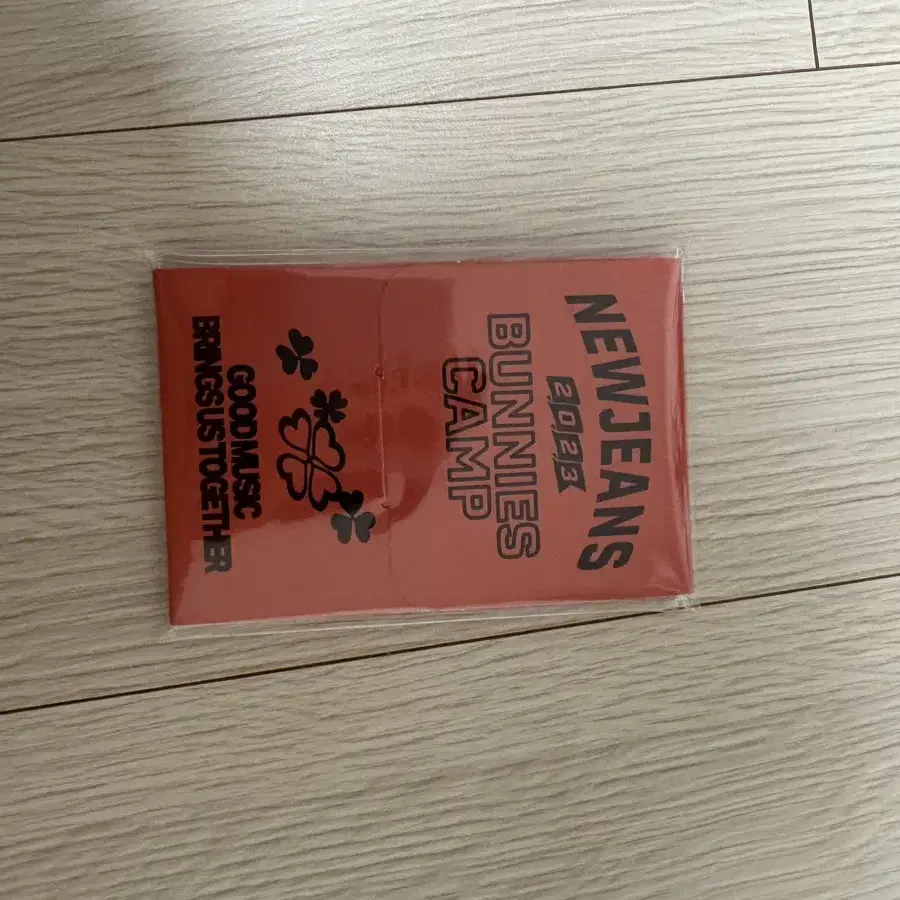 NEWJEANS
2023
BUNNIES
CAMP
GOOD MUSIC
BRINGS US TOGETHER